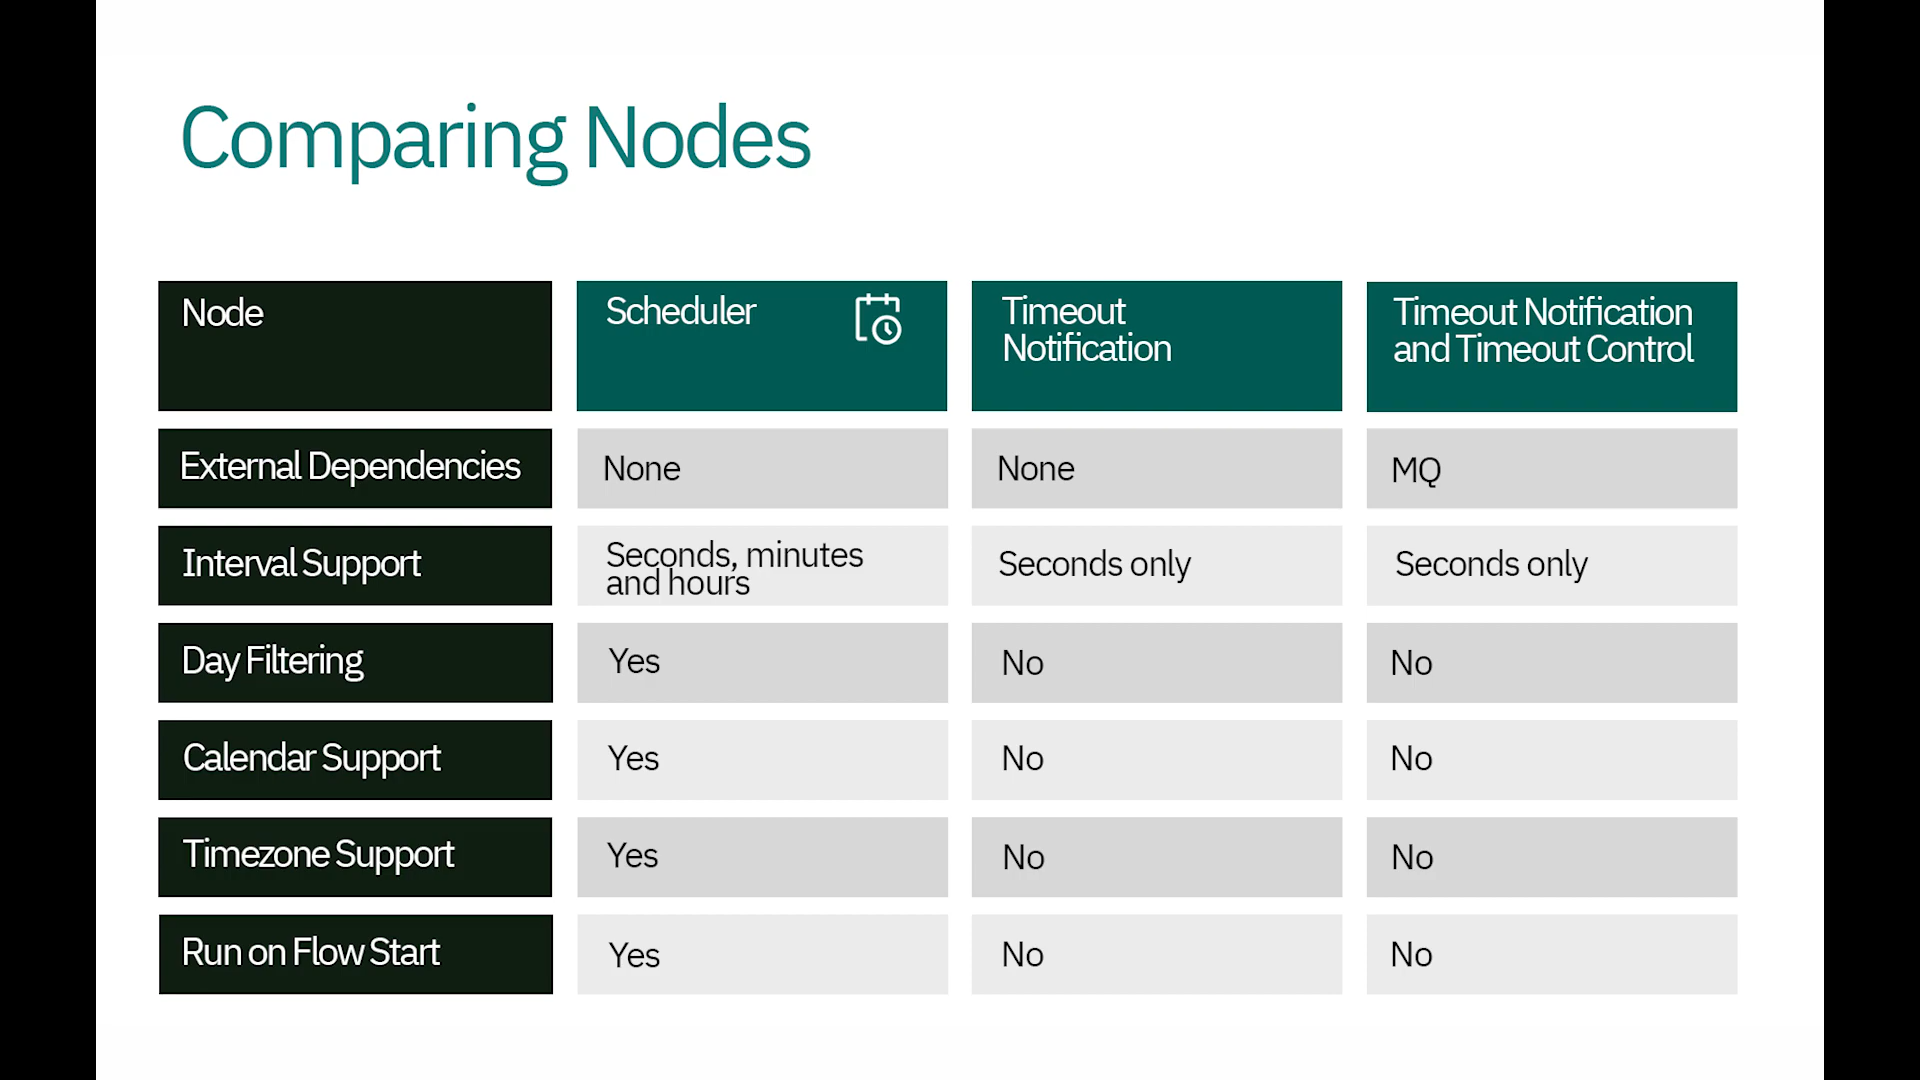 Comparing Nodes
Node
Scheduler
Timeout
Notification
Timeout Notification
and Timeout Control
External Dependencies
None
None
MQ
Interval Support
Seconds, minutes
and hours
Seconds only
Seconds only
Day Filtering
Yes
No
No
Calendar Support
Yes
No
No
Timezone Support
Yes
No
No
Run on Flow Start
Yes
No
No